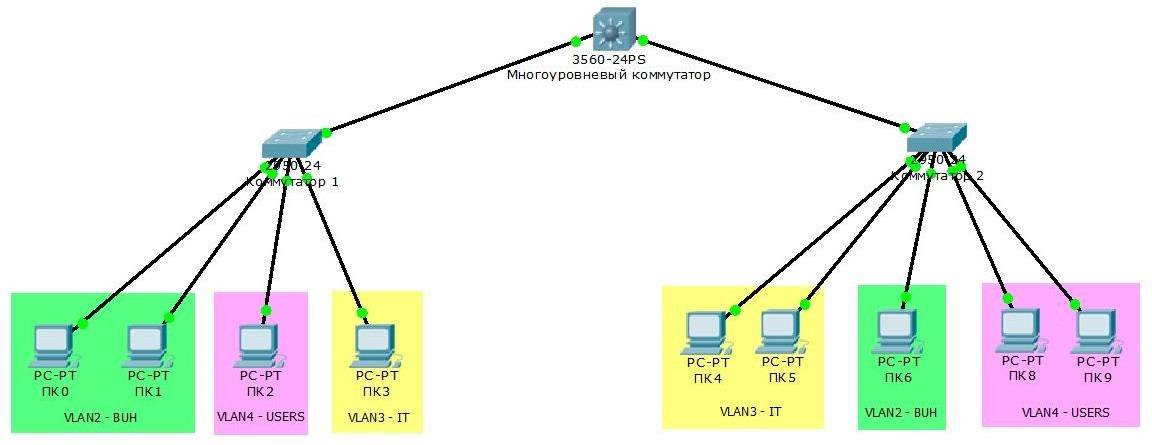 3560-24PS
Многоуровневый коммутатор
2950-24
Коммутатор 1
2950-24
Коммутатор 2
PC-PT
ПК0
PC-PT
ПК1
VLAN2 - BUH
PC-PT
ПК2
VLAN4 - USERS
PC-PT
ПК3
VLAN3 - IT
PC-PT
ПК4
PC-PT
ПК5
VLAN3 - IT
PC-PT
ПК6
VLAN2 - BUH
PC-PT
ПК8
PC-PT
ПК9
VLAN4 - USERS